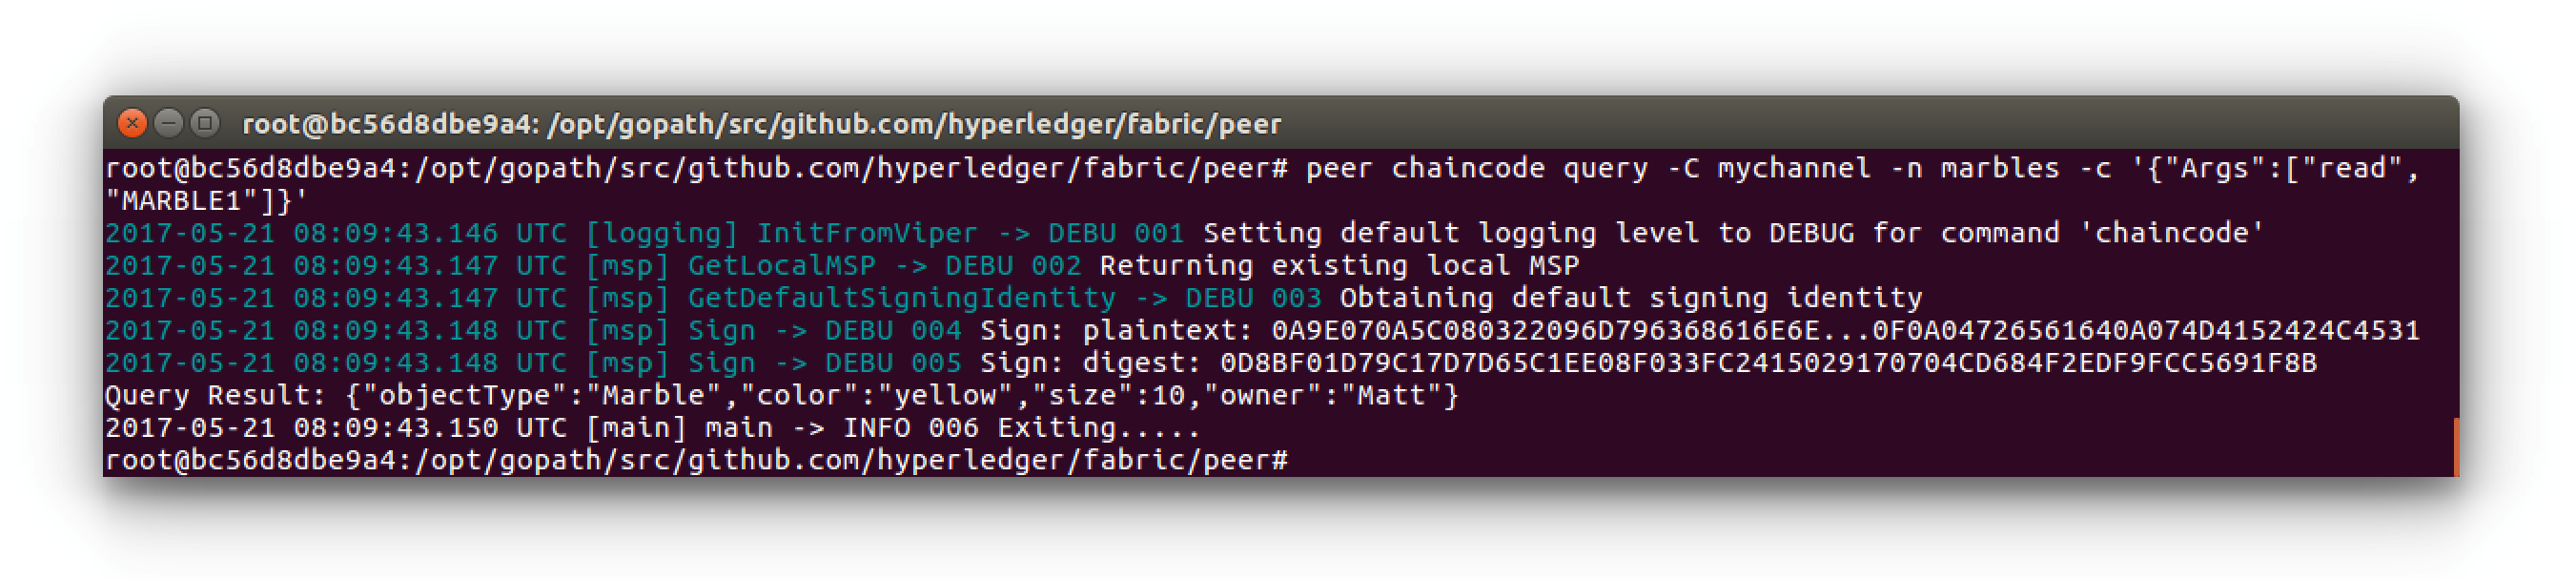 root@bc56d8dbe9a4: /opt/gopath/src/github.com/hyperledger/fabric/peer
root@bc56d8dbe9a4:/opt/gopath/src/github.com/hyperledger/fabric/peer# peer chaincode query -C mychannel -n marbles -c '{"Args":["read",
"MARBLE1"]}'
2017-05-21 08:09:43.146 UTC [logging] InitFromViper -> DEBU 001 Setting default logging level to DEBUG for command 'chaincode'
2017-05-21 08:09:43.147 UTC [msp] GetLocalMSP -> DEBU 002 Returning existing local MSP
2017-05-21 08:09:43.147 UTC [msp] GetDefaultSigningIdentity -> DEBU 003 Obtaining default signing identity
2017-05-21 08:09:43.148 UTC [msp] Sign -> DEBU 004 Sign: plaintext: 0A9E070A5C080322096D796368616E6E...0F0A04726561640A074D4152424C4531
2017-05-21 08:09:43.148 UTC [msp] Sign -> DEBU 005 Sign: digest: 0D8BF01D79C17D7D65C1EE08F033FC2415029170704CD684F2EDF9FCC5691F8B
Query Result: {"objectType":"Marble","color":"yellow","size":10,"owner":"Matt"}
2017-05-21 08:09:43.150 UTC [main] main -> INFO 006 Exiting.....
root@bc56d8dbe9a4:/opt/gopath/src/github.com/hyperledger/fabric/peer#